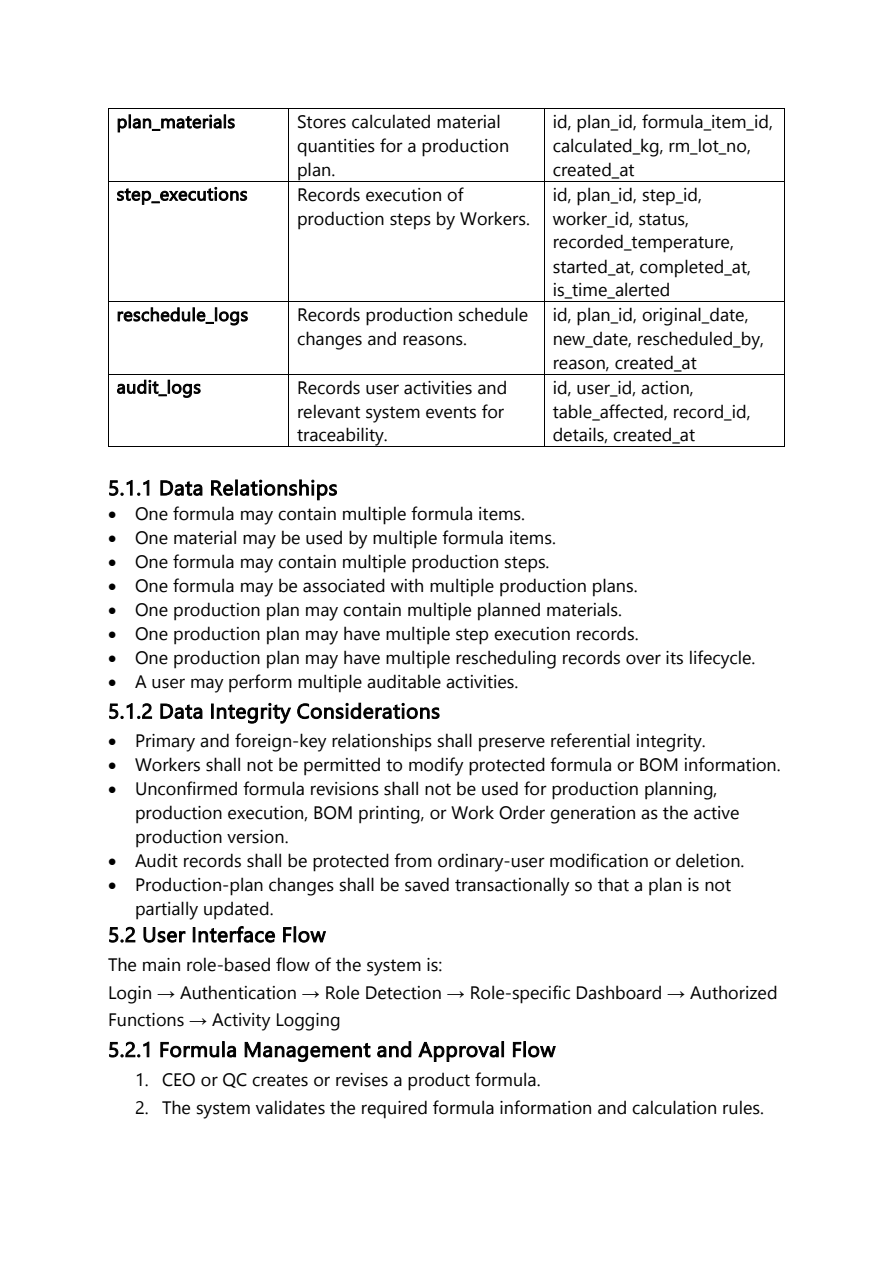 plan_materials
Stores calculated material
quantities for a production
plan.
id, plan_id, formula_item_id,
calculated_kg, rm_lot_no,
created_at
step_executions
Records execution of
production steps by Workers.
id, plan_id, step_id,
worker_id, status,
recorded_temperature,
started_at, completed_at,
is_time_alerted
reschedule_logs
Records production schedule
changes and reasons.
id, plan_id, original_date,
new_date, rescheduled_by,
reason, created_at
audit_logs
Records user activities and
relevant system events for
traceability.
id, user_id, action,
table_affected, record_id,
details, created_at
5.1.1 Data Relationships
• One formula may contain multiple formula items.
• One material may be used by multiple formula items.
• One formula may contain multiple production steps.
• One formula may be associated with multiple production plans.
• One production plan may contain multiple planned materials.
• One production plan may have multiple step execution records.
• One production plan may have multiple rescheduling records over its lifecycle.
• A user may perform multiple auditable activities.
5.1.2 Data Integrity Considerations
• Primary and foreign-key relationships shall preserve referential integrity.
• Workers shall not be permitted to modify protected formula or BOM information.
• Unconfirmed formula revisions shall not be used for production planning,
production execution, BOM printing, or Work Order generation as the active
production version.
• Audit records shall be protected from ordinary-user modification or deletion.
• Production-plan changes shall be saved transactionally so that a plan is not
partially updated.
5.2 User Interface Flow
The main role-based flow of the system is:
Login → Authentication → Role Detection → Role-specific Dashboard → Authorized
Functions → Activity Logging
5.2.1 Formula Management and Approval Flow
1. CEO or QC creates or revises a product formula.
2. The system validates the required formula information and calculation rules.